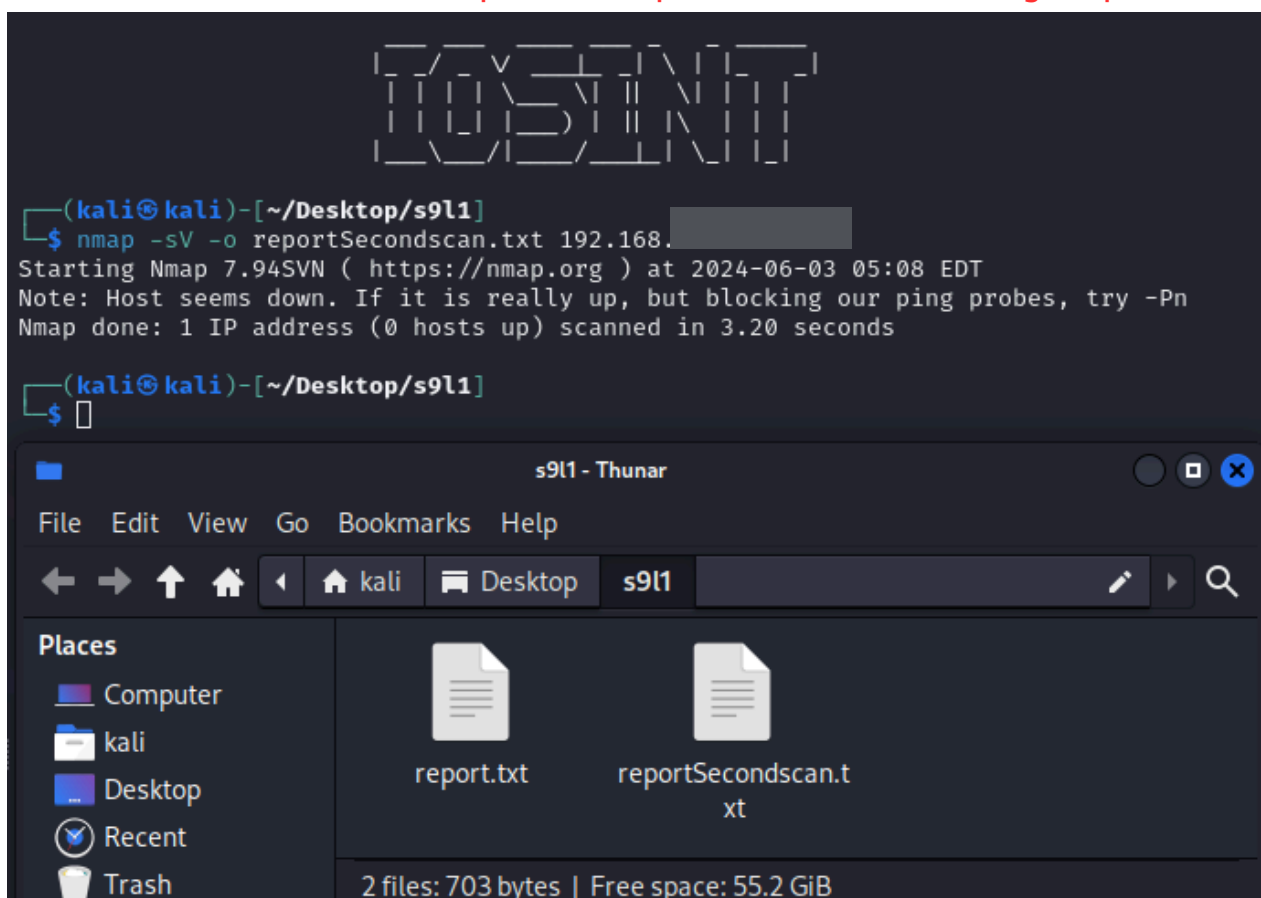 IOSINT
┌──(kali㉿kali)-[~/Desktop/s9l1]
└─$ nmap -sV -o reportSecondscan.txt 192.168.
Starting Nmap 7.94SVN ( https://nmap.org ) at 2024-06-03 05:08 EDT
Note: Host seems down. If it is really up, but blocking our ping probes, try -Pn
Nmap done: 1 IP address (0 hosts up) scanned in 3.20 seconds
┌──(kali㉿kali)-[~/Desktop/s9l1]
└─$
s9l1 - Thunar
File Edit View Go Bookmarks Help
kali Desktop s9l1
Places
Computer
kali
Desktop
Recent
Trash
report.txt
reportSecondscan.t
xt
2 files: 703 bytes | Free space: 55.2 GiB